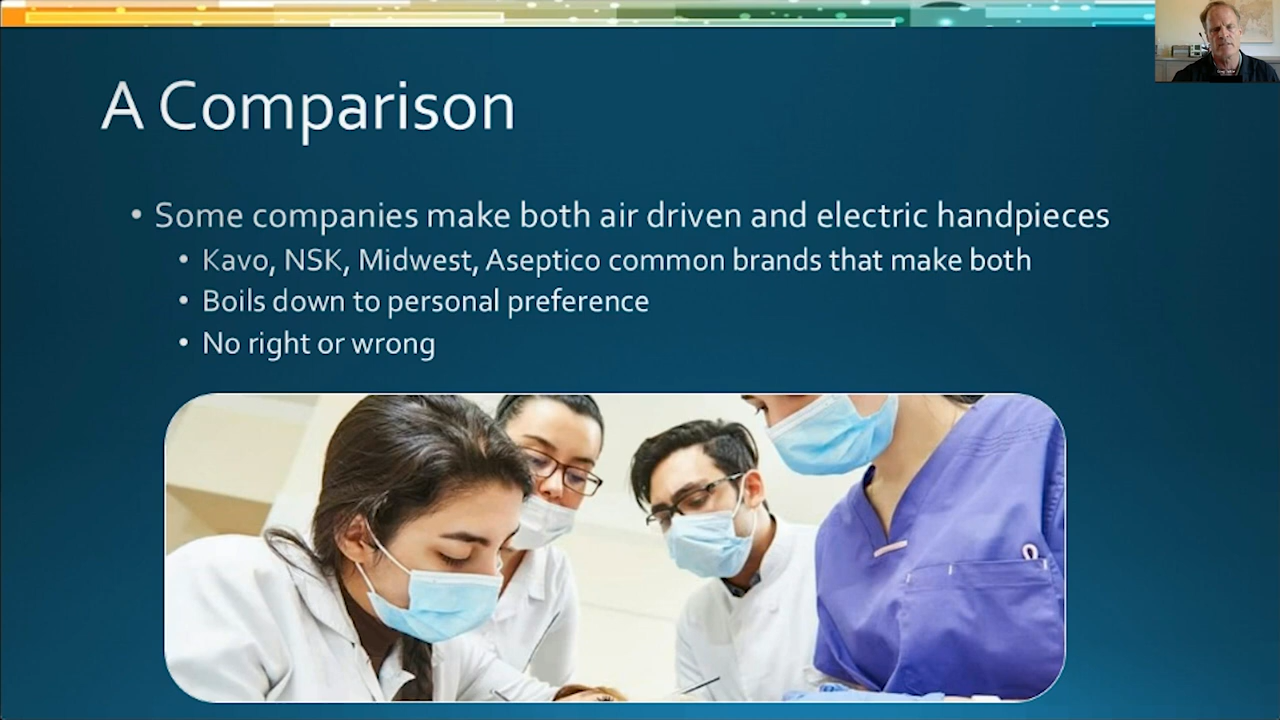 A Comparison
• Some companies make both air driven and electric handpieces
• Kavo, NSK, Midwest, Aseptico common brands that make both
• Boils down to personal preference
• No right or wrong